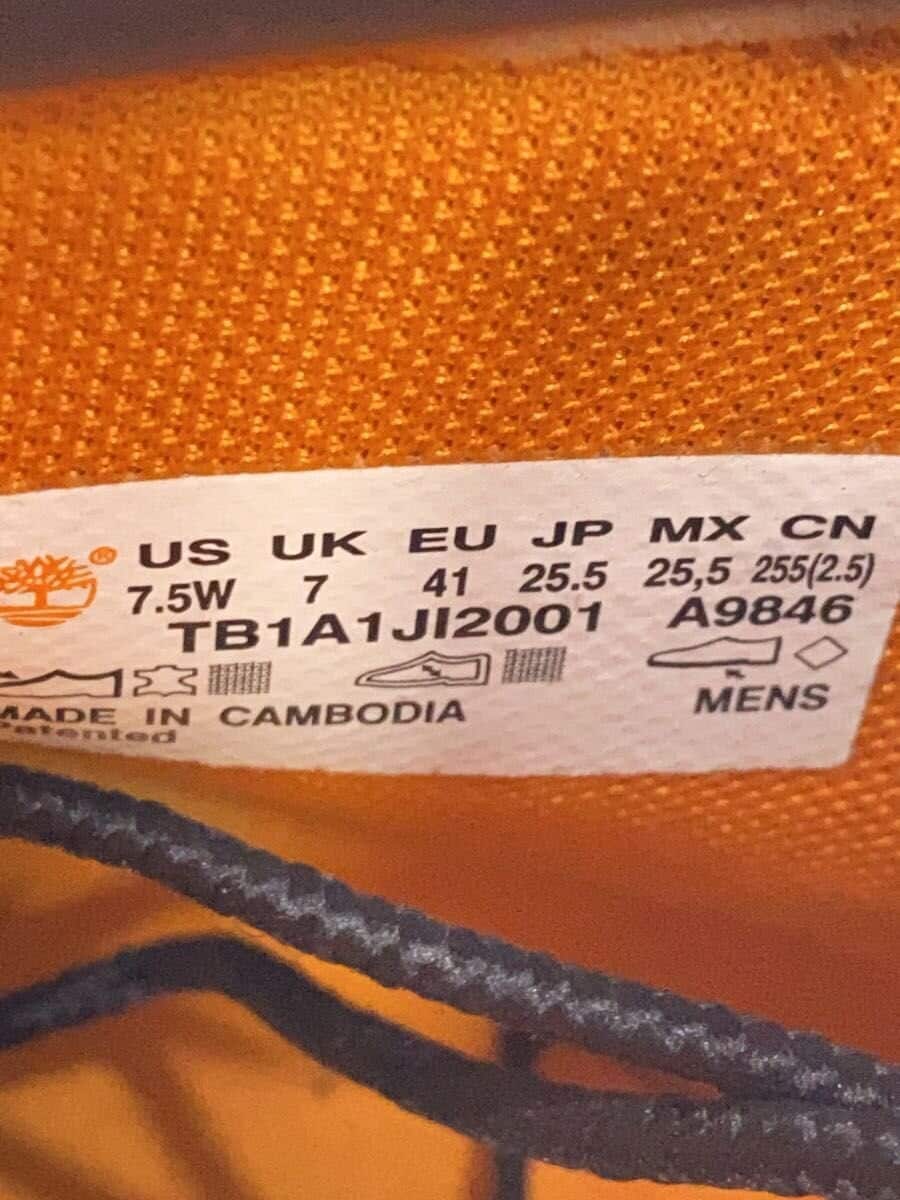 ® US UK EU JP MX CN
7.5W 7 41 25.5 25,5 255(2.5)
TB1A1JI2001 A9846
MADE IN CAMBODIA MENS
Patented